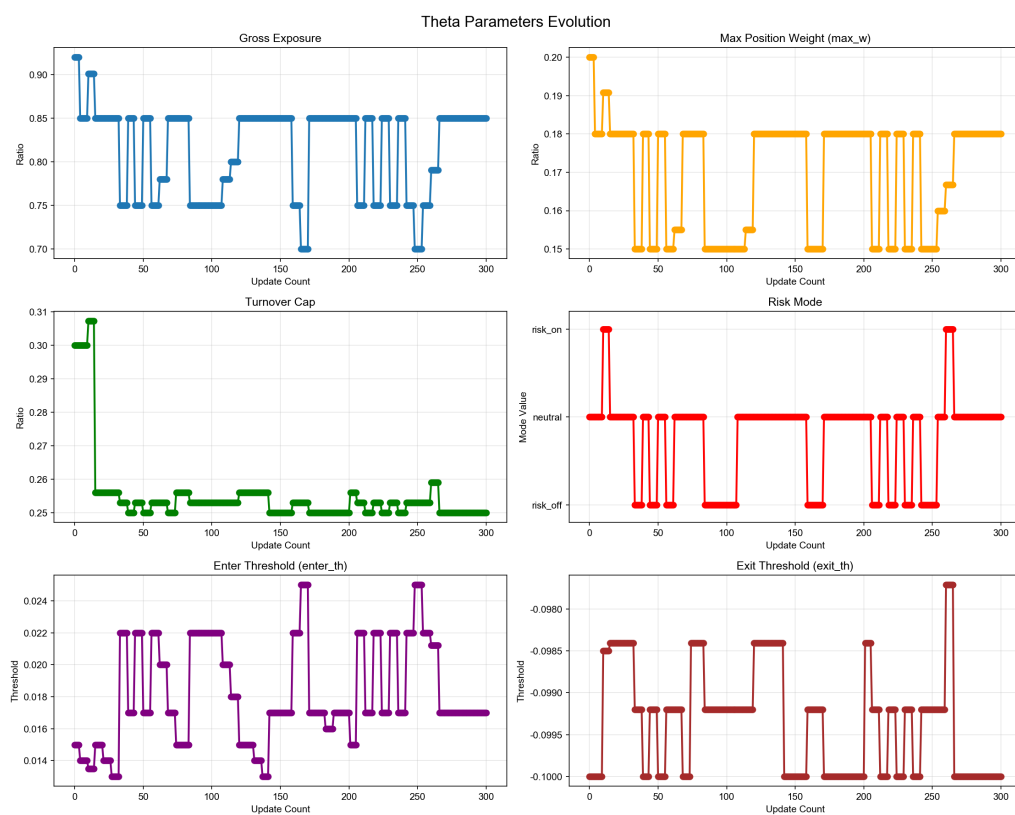 Theta Parameters Evolution
Gross Exposure
Ratio
0.90
0.85
0.80
0.75
0.70
0 50 100 150 200 250 300
Update Count
Max Position Weight (max_w)
Ratio
0.20
0.19
0.18
0.17
0.16
0.15
0 50 100 150 200 250 300
Update Count
Turnover Cap
Ratio
0.31
0.30
0.29
0.28
0.27
0.26
0.25
0 50 100 150 200 250 300
Update Count
Risk Mode
Mode Value
risk_on
neutral
risk_off
0 50 100 150 200 250 300
Update Count
Enter Threshold (enter_th)
Threshold
0.024
0.022
0.020
0.018
0.016
0.014
0 50 100 150 200 250 300
Update Count
Exit Threshold (exit_th)
Threshold
-0.0980
-0.0985
-0.0990
-0.0995
-0.1000
0 50 100 150 200 250 300
Update Count